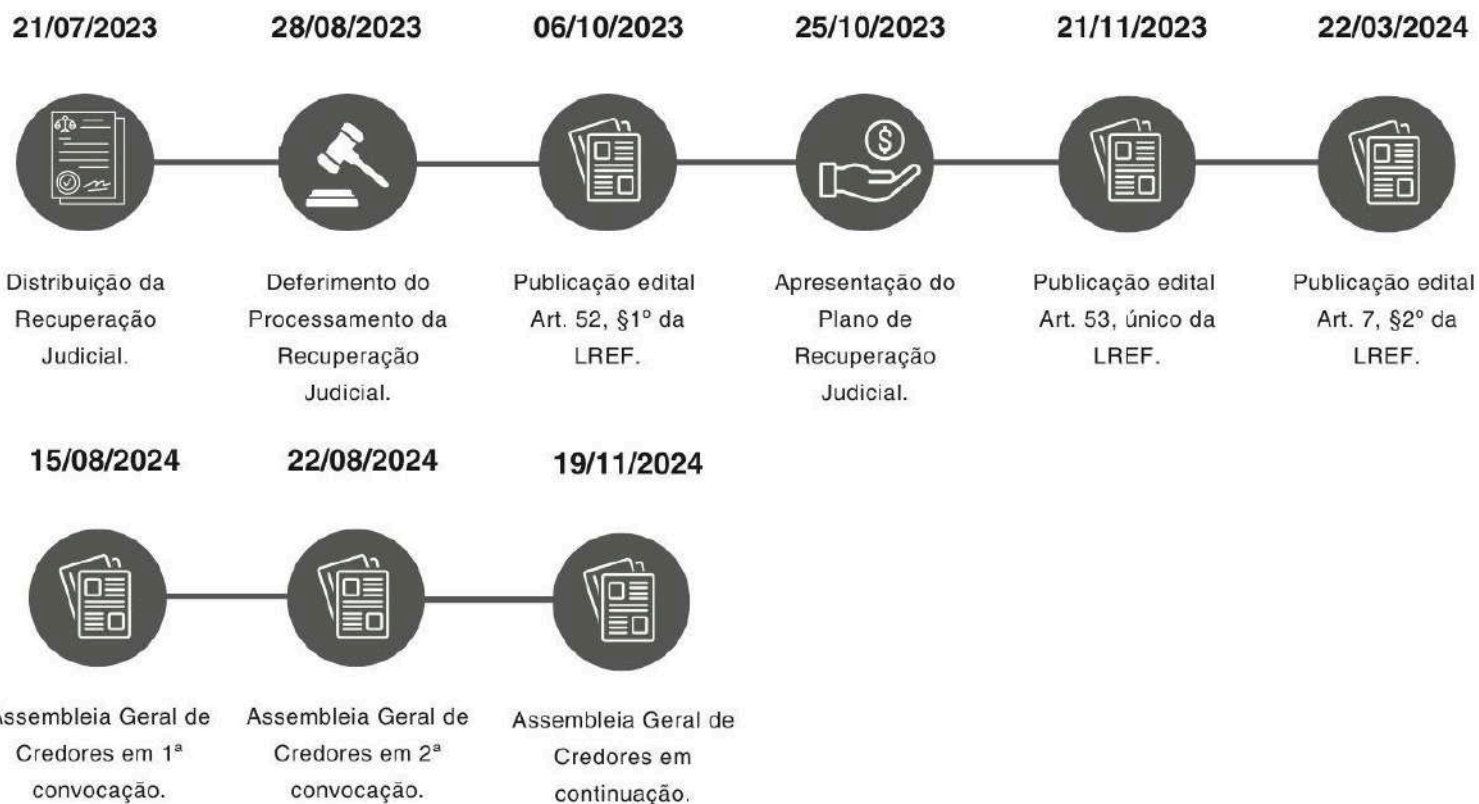 21/07/2023
28/08/2023
06/10/2023
25/10/2023
21/11/2023
22/03/2024
Distribuição da
Recuperação
Judicial.
Deferimento do
Processamento da
Recuperação
Judicial.
Publicação edital
Art. 52, §1º da
LREF.
Apresentação do
Plano de
Recuperação
Judicial.
Publicação edital
Art. 53, único da
LREF.
Publicação edital
Art. 7, §2º da
LREF.
15/08/2024
22/08/2024
19/11/2024
Assembleia Geral de
Credores em 1ª
convocação.
Assembleia Geral de
Credores em 2ª
convocação.
Assembleia Geral de
Credores em
continuação.